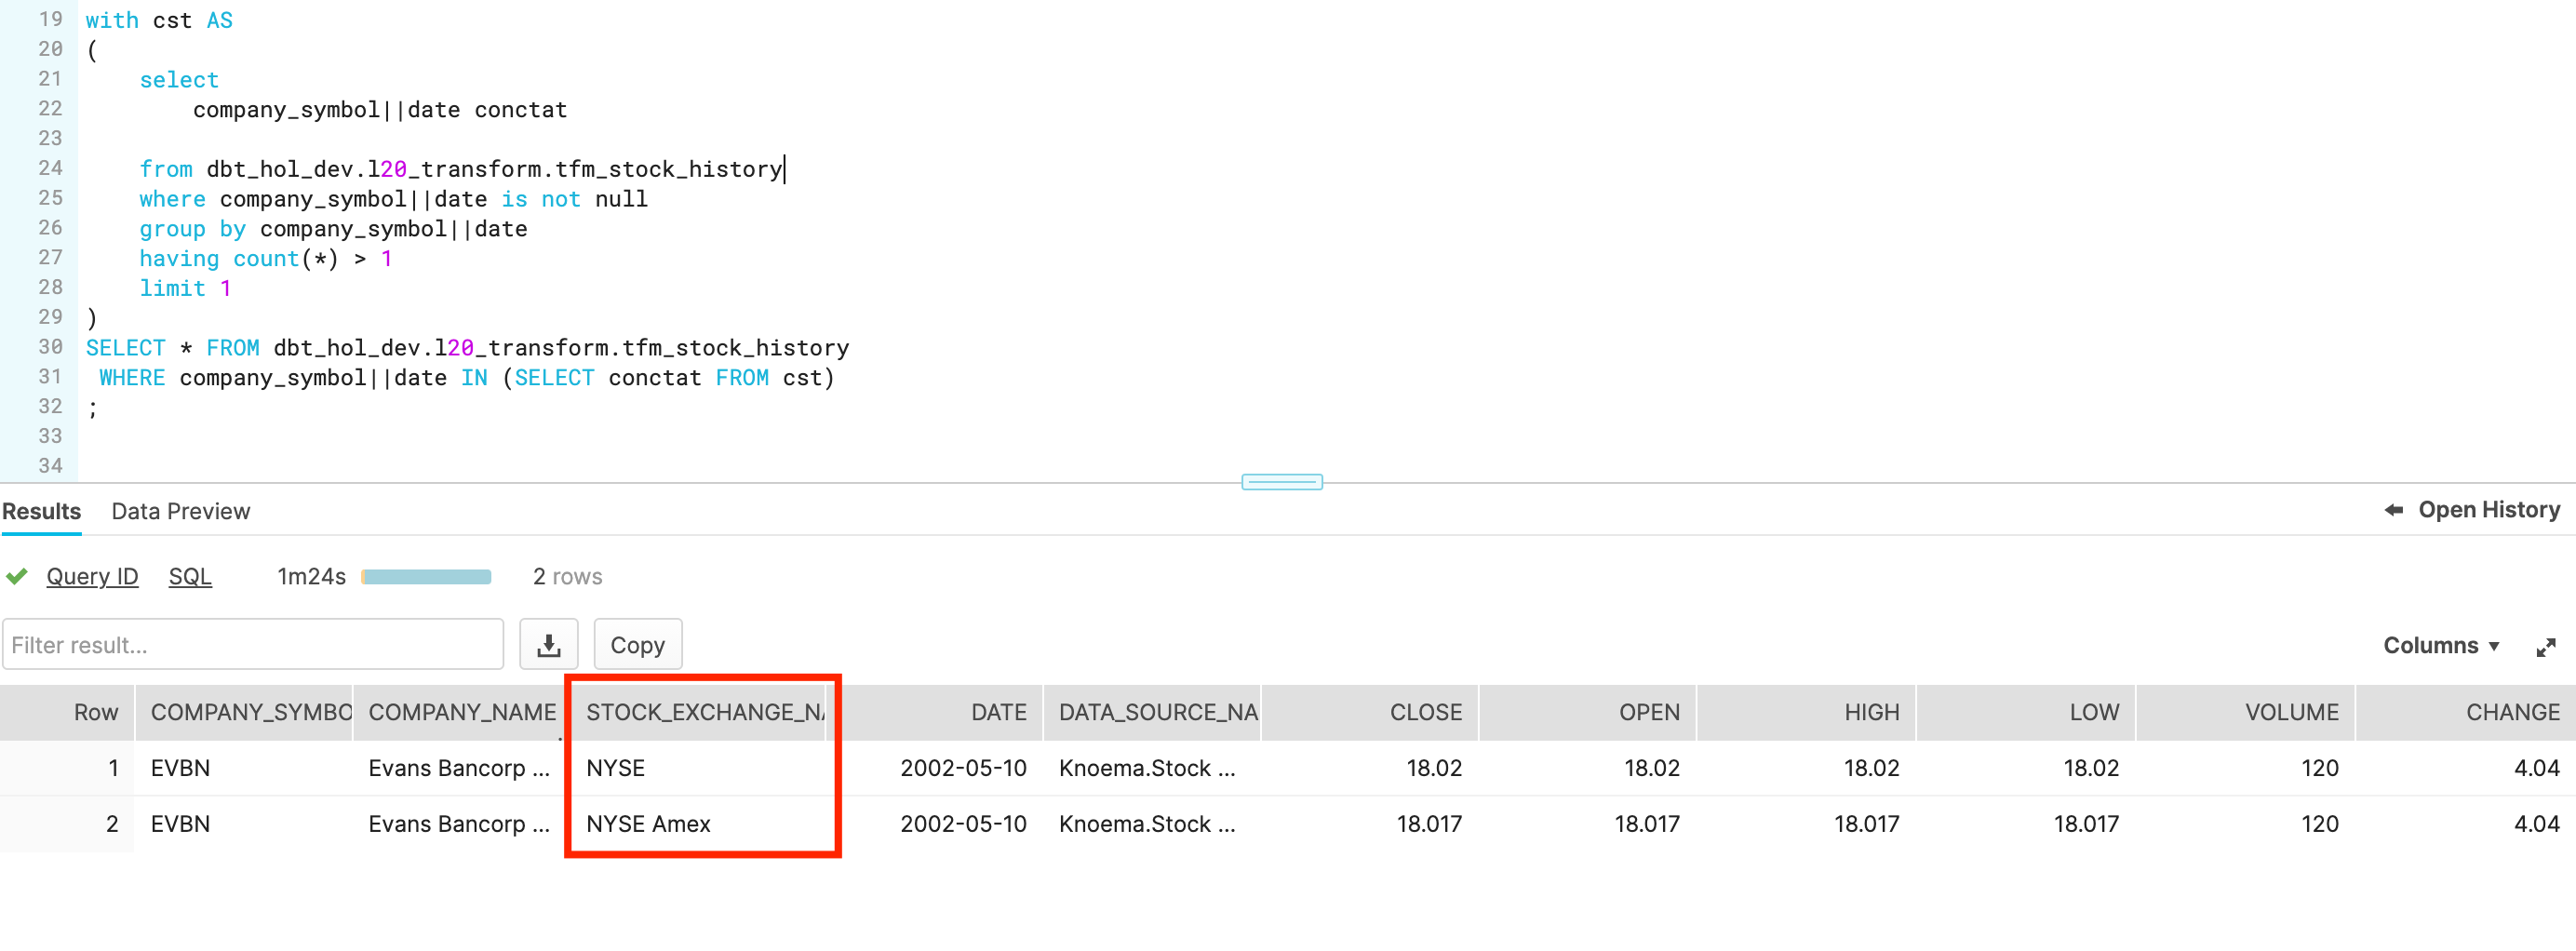 19 with cst AS
20 (
21 select
22 company_symbol||date conctat
23
24 from dbt_hol_dev.l20_transform.tfm_stock_history
25 where company_symbol||date is not null
26 group by company_symbol||date
27 having count(*) > 1
28 limit 1
29 )
30 SELECT * FROM dbt_hol_dev.l20_transform.tfm_stock_history
31 WHERE company_symbol||date IN (SELECT conctat FROM cst)
32 ;
33
34
Results Data Preview Open History
Query ID SQL 1m24s 2 rows
Filter result... Copy Columns
Row COMPANY_SYMBO COMPANY_NAME STOCK_EXCHANGE_NA DATE DATA_SOURCE_NA CLOSE OPEN HIGH LOW VOLUME CHANGE
1 EVBN Evans Bancorp ... NYSE 2002-05-10 Knoema.Stock ... 18.02 18.02 18.02 18.02 120 4.04
2 EVBN Evans Bancorp ... NYSE Amex 2002-05-10 Knoema.Stock ... 18.017 18.017 18.017 18.017 120 4.04